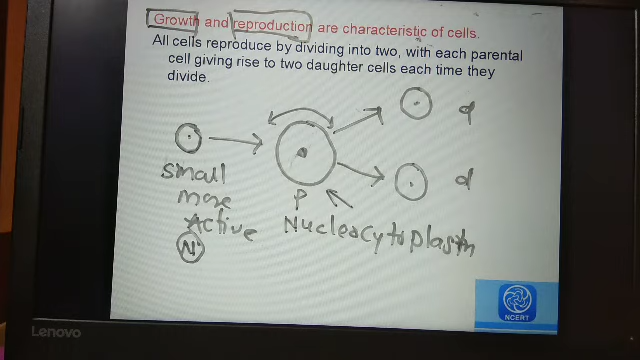 Growth and reproduction are characteristic of cells.
All cells reproduce by dividing into two, with each parental
cell giving rise to two daughter cells each time they
divide.
d
d
small
more
Active
N
P
Nucleocytoplasm
NCERT
Lenovo